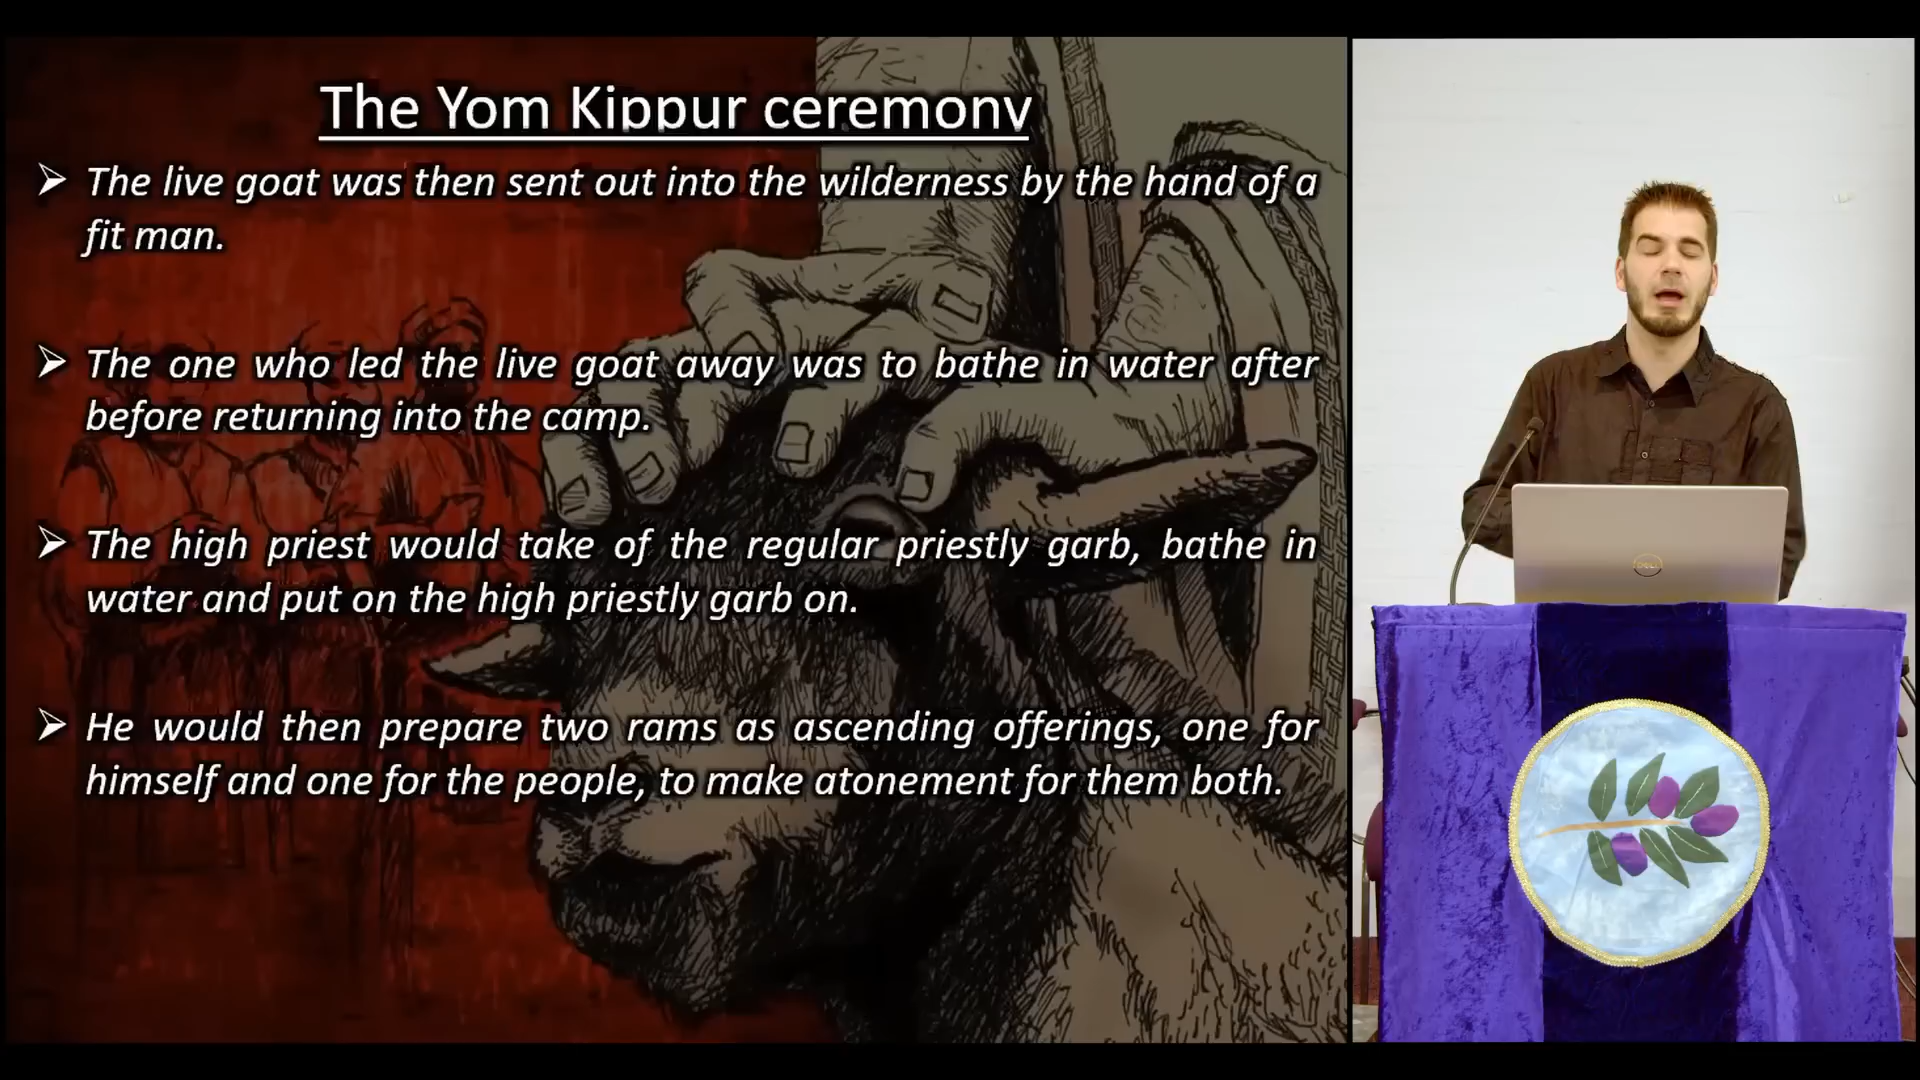 The Yom Kippur ceremony
➢ The live goat was then sent out into the wilderness by the hand of a
fit man.
➢ The one who led the live goat away was to bathe in water after
before returning into the camp.
➢ The high priest would take of the regular priestly garb, bathe in
water and put on the high priestly garb on.
➢ He would then prepare two rams as ascending offerings, one for
himself and one for the people, to make atonement for them both.
DELL